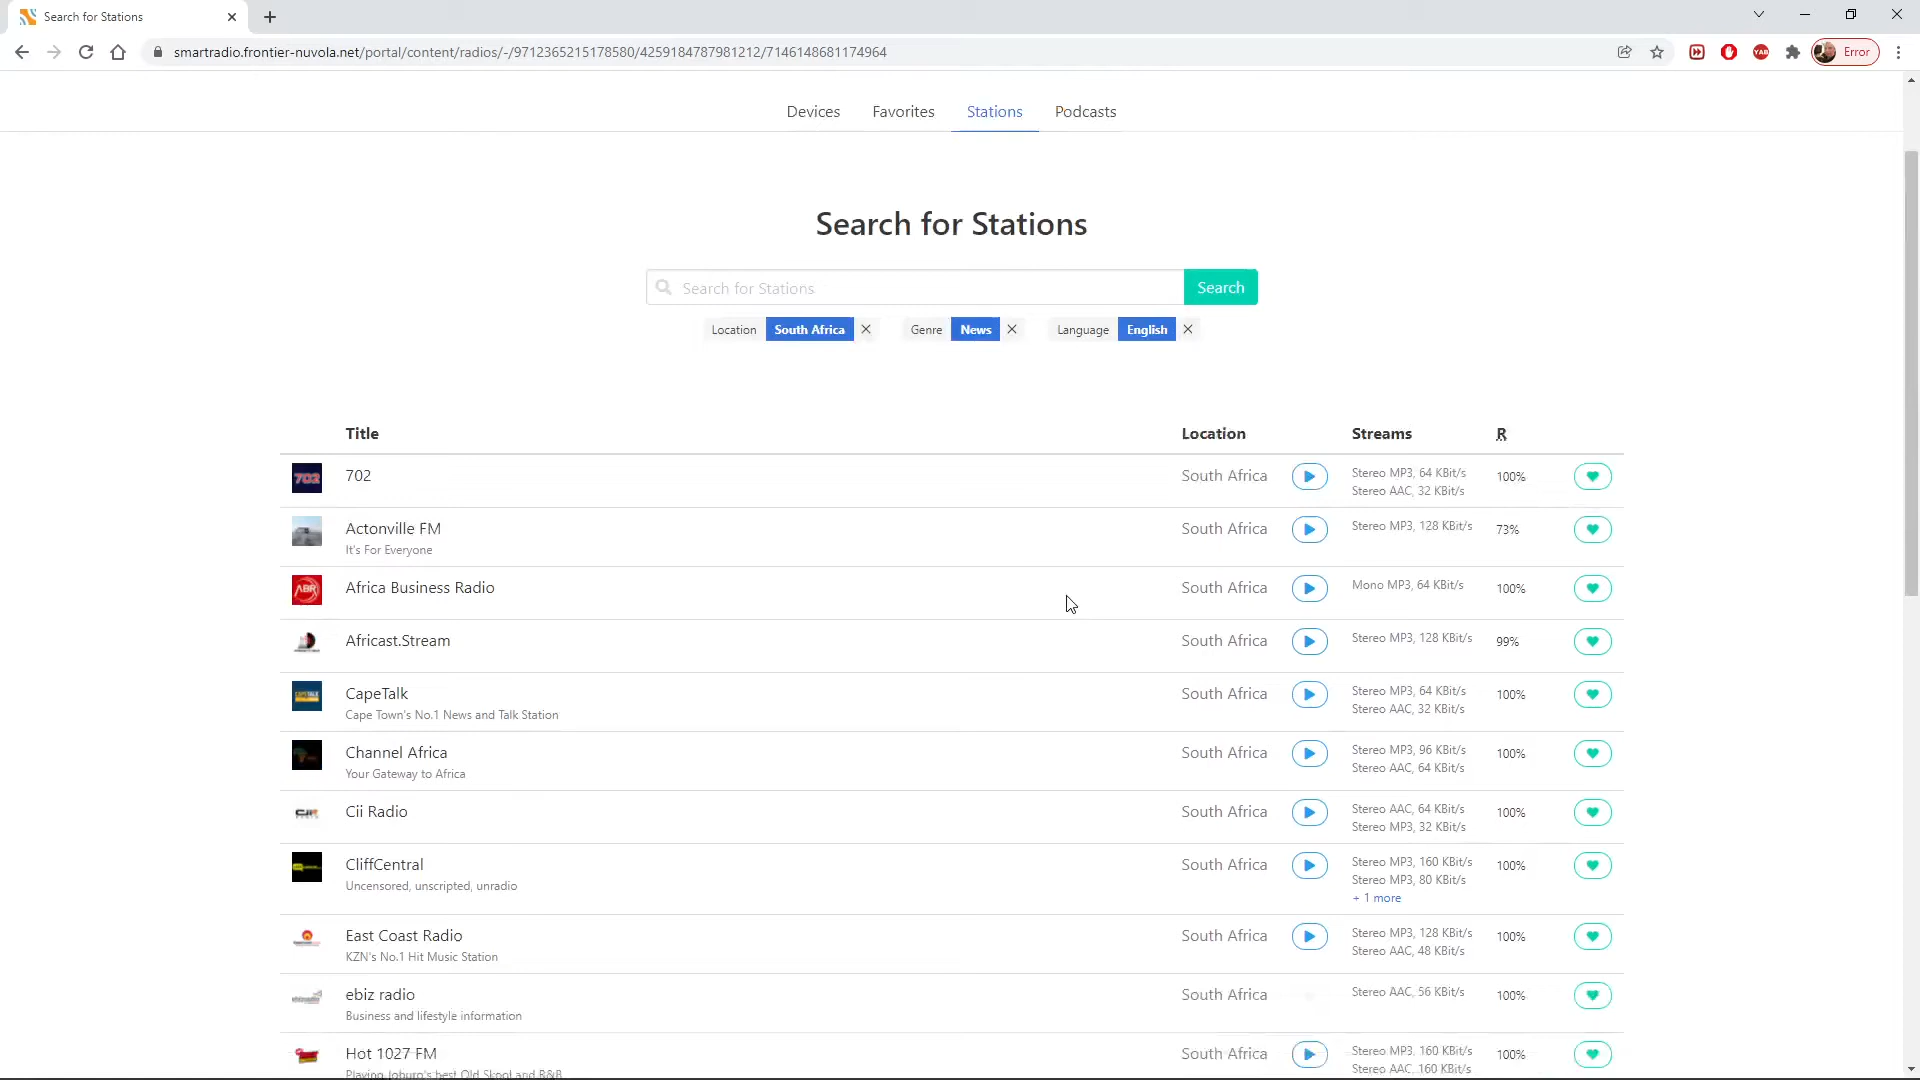 Search for Stations
smartradio.frontier-nuvola.net/portal/content/radios/-/9712365215178580/4259184787981212/7146148681174964
YAB
Error
Devices Favorites Stations Podcasts
Search for Stations
Search for Stations Search
Location South Africa Genre News Language English
Title Location Streams R
702 South Africa Stereo MP3, 64 KBit/s 100%
Stereo AAC, 32 KBit/s
Actonville FM South Africa Stereo MP3, 128 KBit/s 73%
It's For Everyone
ABR Africa Business Radio South Africa Mono MP3, 64 KBit/s 100%
Africast.Stream South Africa Stereo MP3, 128 KBit/s 99%
CapeTalk South Africa Stereo MP3, 64 KBit/s 100%
Cape Town's No.1 News and Talk Station Stereo AAC, 32 KBit/s
Channel Africa South Africa Stereo MP3, 96 KBit/s 100%
Your Gateway to Africa Stereo AAC, 64 KBit/s
Cii Radio South Africa Stereo AAC, 64 KBit/s 100%
Stereo MP3, 32 KBit/s
CliffCentral South Africa Stereo MP3, 160 KBit/s 100%
Uncensored, unscripted, unradio Stereo MP3, 80 KBit/s
+ 1 more
East Coast Radio South Africa Stereo MP3, 128 KBit/s 100%
KZN's No.1 Hit Music Station Stereo AAC, 48 KBit/s
ebiz radio South Africa Stereo AAC, 56 KBit/s 100%
Business and lifestyle information
Hot 1027 FM South Africa Stereo MP3, 160 KBit/s 100%
Playing Joburg's best Old Skool and R&B Stereo AAC, 160 KBit/s